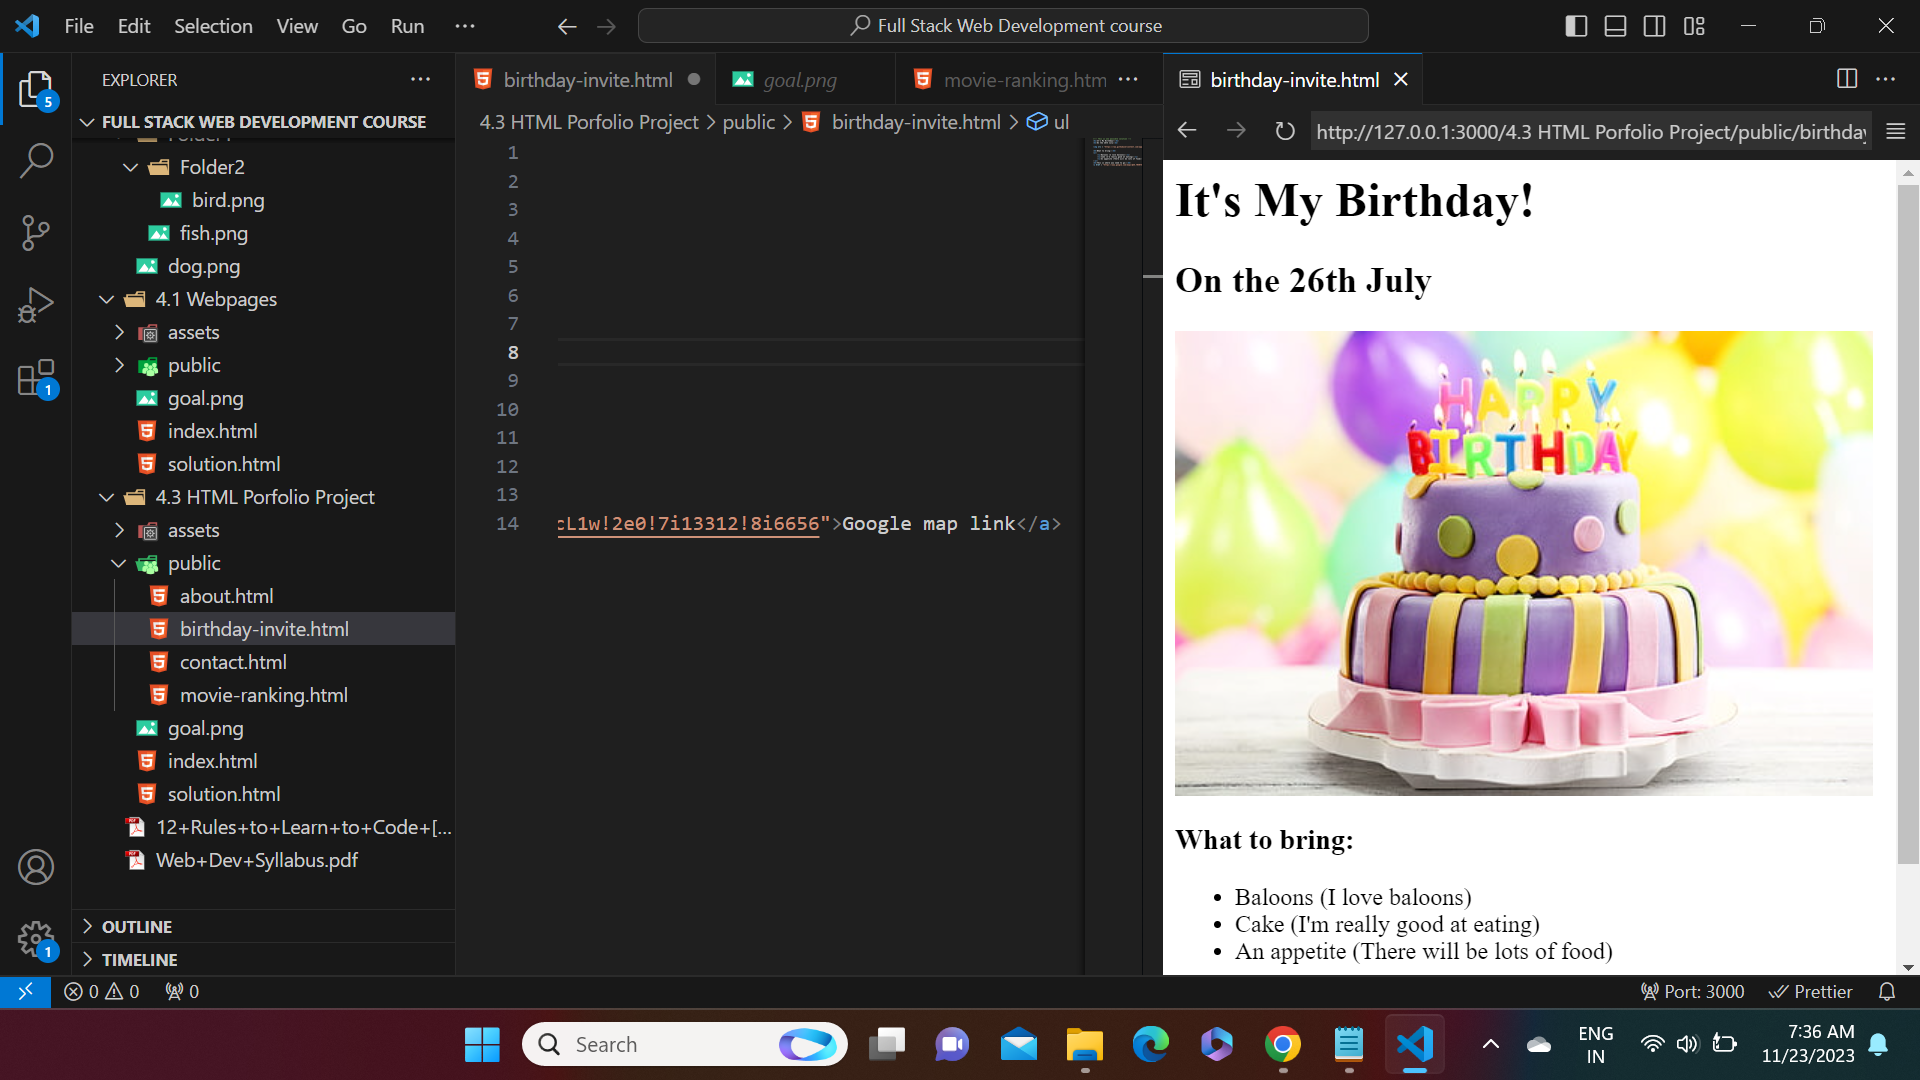 File Edit Selection View Go Run ···
Full Stack Web Development course
EXPLORER
FULL STACK WEB DEVELOPMENT COURSE
Folder2
bird.png
fish.png
dog.png
4.1 Webpages
assets
public
goal.png
index.html
solution.html
4.3 HTML Porfolio Project
assets
public
about.html
birthday-invite.html
contact.html
movie-ranking.html
goal.png
index.html
solution.html
12+Rules+to+Learn+to+Code+[...
Web+Dev+Syllabus.pdf
OUTLINE
TIMELINE
5
1
1
birthday-invite.html
goal.png
movie-ranking.htm
4.3 HTML Porfolio Project > public > birthday-invite.html > ul
1
2
3
4
5
6
7
8
9
10
11
12
13
14 cL1w!2e0!7i13312!8i6656">Google map link</a>
birthday-invite.html
http://127.0.0.1:3000/4.3 HTML Porfolio Project/public/birthday
It's My Birthday!
On the 26th July
HAPPY
BIRTHDAY
What to bring:
• Baloons (I love baloons)
• Cake (I'm really good at eating)
• An appetite (There will be lots of food)
0 0 0
Port: 3000 Prettier
Search
ENG
IN
7:36 AM
11/23/2023